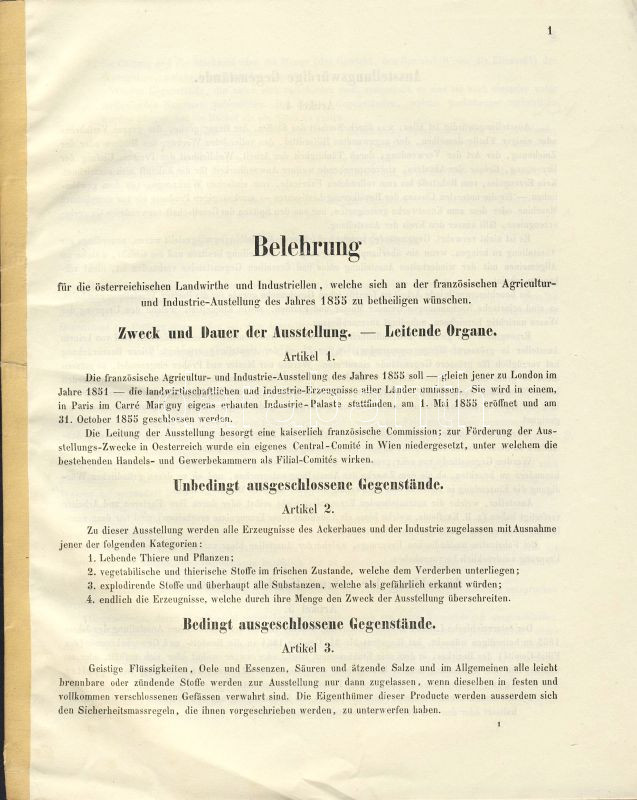 1
Belehrung
für die österreichischen Landwirthe und Industriellen, welche sich an der französischen Agricultur-
und Industrie-Austellung des Jahres 1855 zu betheiligen wünschen.
Zweck und Dauer der Ausstellung. — Leitende Organe.
Artikel 1.
Die französische Agricultur- und Industrie-Ausstellung des Jahres 1855 soll — gleich jener zu London im
Jahre 1851 — die landwirthschaftlichen und industrie-Erzeugnisse aller Länder umfassen. Sie wird in einem,
in Paris im Carré Marigny eigens erbauten Industrie-Palaste stattfinden, am 1. Mai 1855 eröffnet und am
31. October 1855 geschlossen werden.
Die Leitung der Ausstellung besorgt eine kaiserlich französische Commission; zur Förderung der Aus-
stellungs-Zwecke in Oesterreich wurde ein eigenes Central-Comité in Wien niedergesetzt, unter welchem die
bestehenden Handels- und Gewerbekammern als Filial-Comités wirken.
Unbedingt ausgeschlossene Gegenstände.
Artikel 2.
Zu dieser Ausstellung werden alle Erzeugnisse des Ackerbaues und der Industrie zugelassen mit Ausnahme
jener der folgenden Kategorien:
1. Lebende Thiere und Pflanzen;
2. vegetabilische und thierische Stoffe im frischen Zustande, welche dem Verderben unterliegen;
3. explodirende Stoffe und überhaupt alle Substanzen, welche als gefährlich erkannt würden;
4. endlich die Erzeugnisse, welche durch ihre Menge den Zweck der Ausstellung überschreiten.
Bedingt ausgeschlossene Gegenstände.
Artikel 3.
Geistige Flüssigkeiten, Oele und Essenzen, Säuren und ätzende Salze und im Allgemeinen alle leicht
brennbare oder zündende Stoffe werden zur Ausstellung nur dann zugelassen, wenn dieselben in festen und
vollkommen verschlossenen Gefässen verwahrt sind. Die Eigenthümer dieser Producte werden ausserdem sich
den Sicherheitsmassregeln, die ihnen vorgeschrieben werden, zu unterwerfen haben.
1